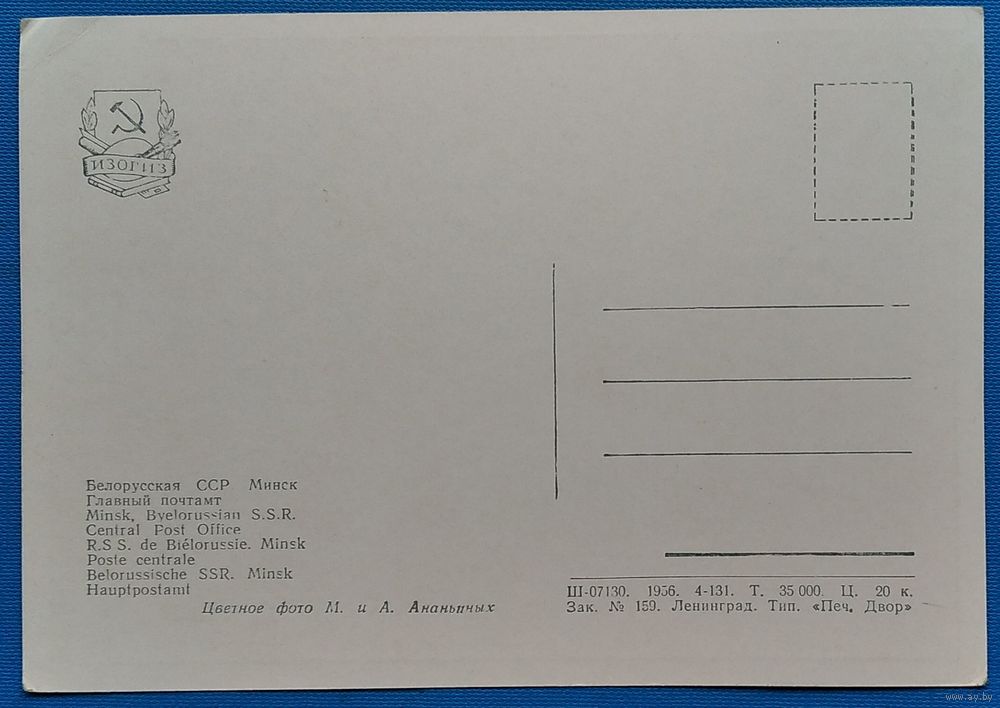 ИЗОГИЗ
Белорусская ССР Минск
Главный почтамт
Minsk, Byelorussian S.S.R.
Central Post Office
R.S S. de Biélorussie. Minsk
Poste centrale
Belorussische SSR. Minsk
Hauptpostamt
Цветное фото М. и А. Ананьиных
Ш-07130. 1956. 4-131. Т. 35 000. Ц. 20 к.
Зак. № 159. Ленинград. Тип. «Печ. Двор»
www.ay.by